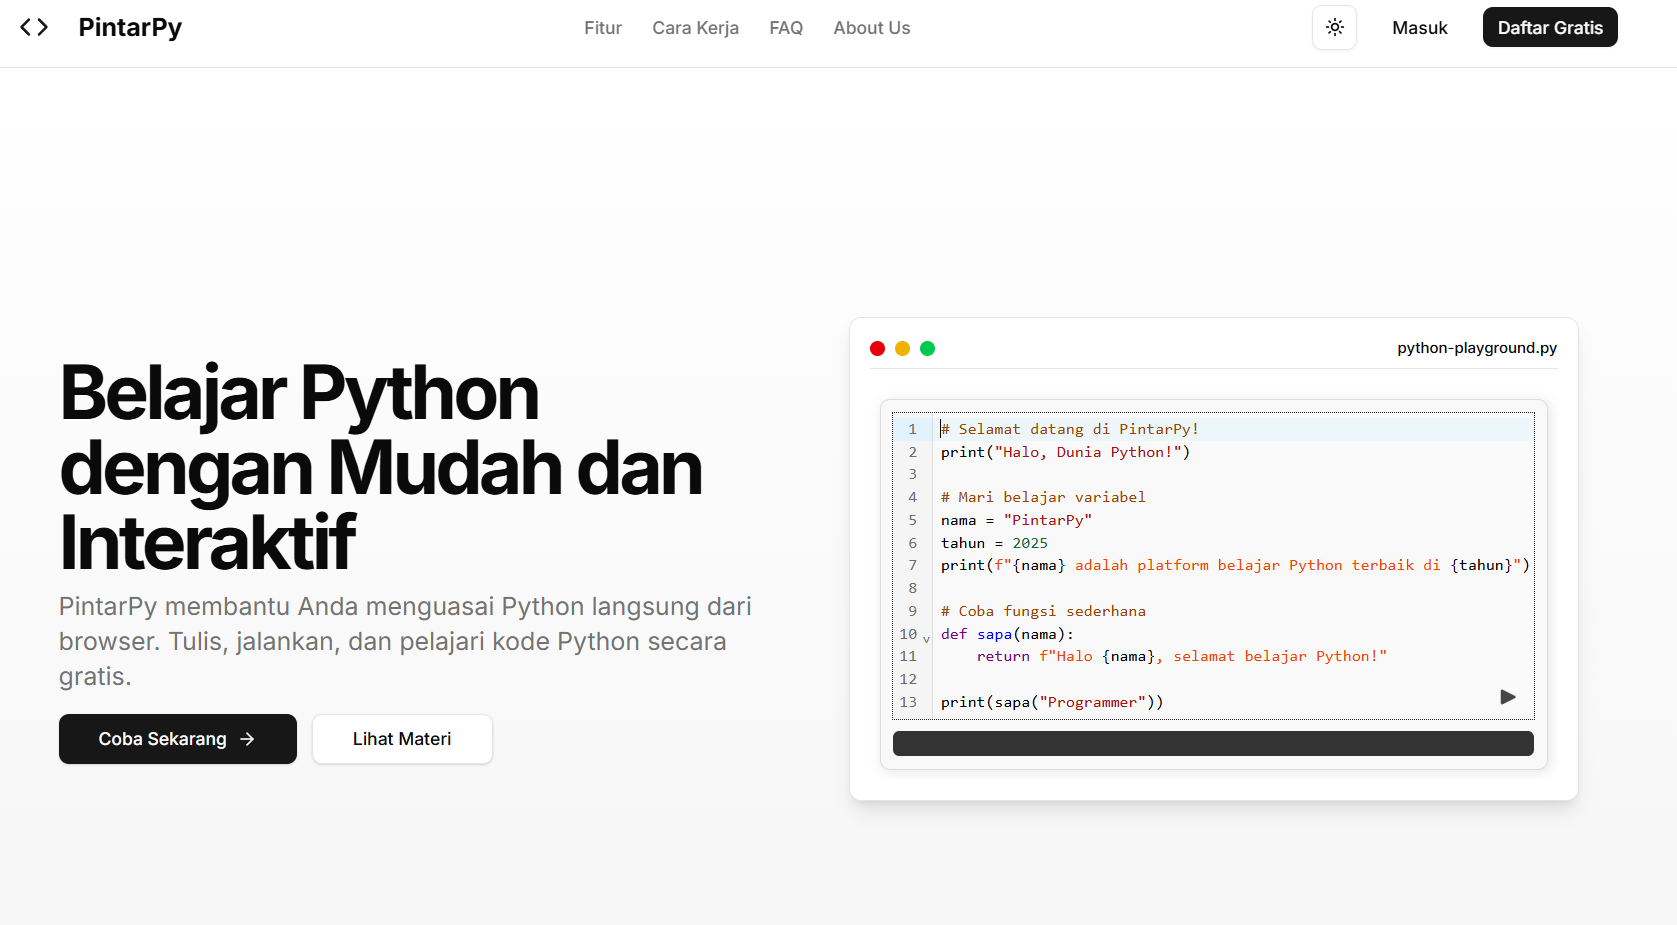 PintarPy
Fitur
Cara Kerja
FAQ
About Us
Masuk
Daftar Gratis
Belajar Python
dengan Mudah dan
Interaktif
PintarPy membantu Anda menguasai Python langsung dari
browser. Tulis, jalankan, dan pelajari kode Python secara
gratis.
Coba Sekarang →
Lihat Materi
python-playground.py
1 # Selamat datang di PintarPy!
2 print("Halo, Dunia Python!")
3
4 # Mari belajar variabel
5 nama = "PintarPy"
6 tahun = 2025
7 print(f"{nama} adalah platform belajar Python terbaik di {tahun}")
8
9 # Coba fungsi sederhana
10 def sapa(nama):
11     return f"Halo {nama}, selamat belajar Python!"
12
13 print(sapa("Programmer"))